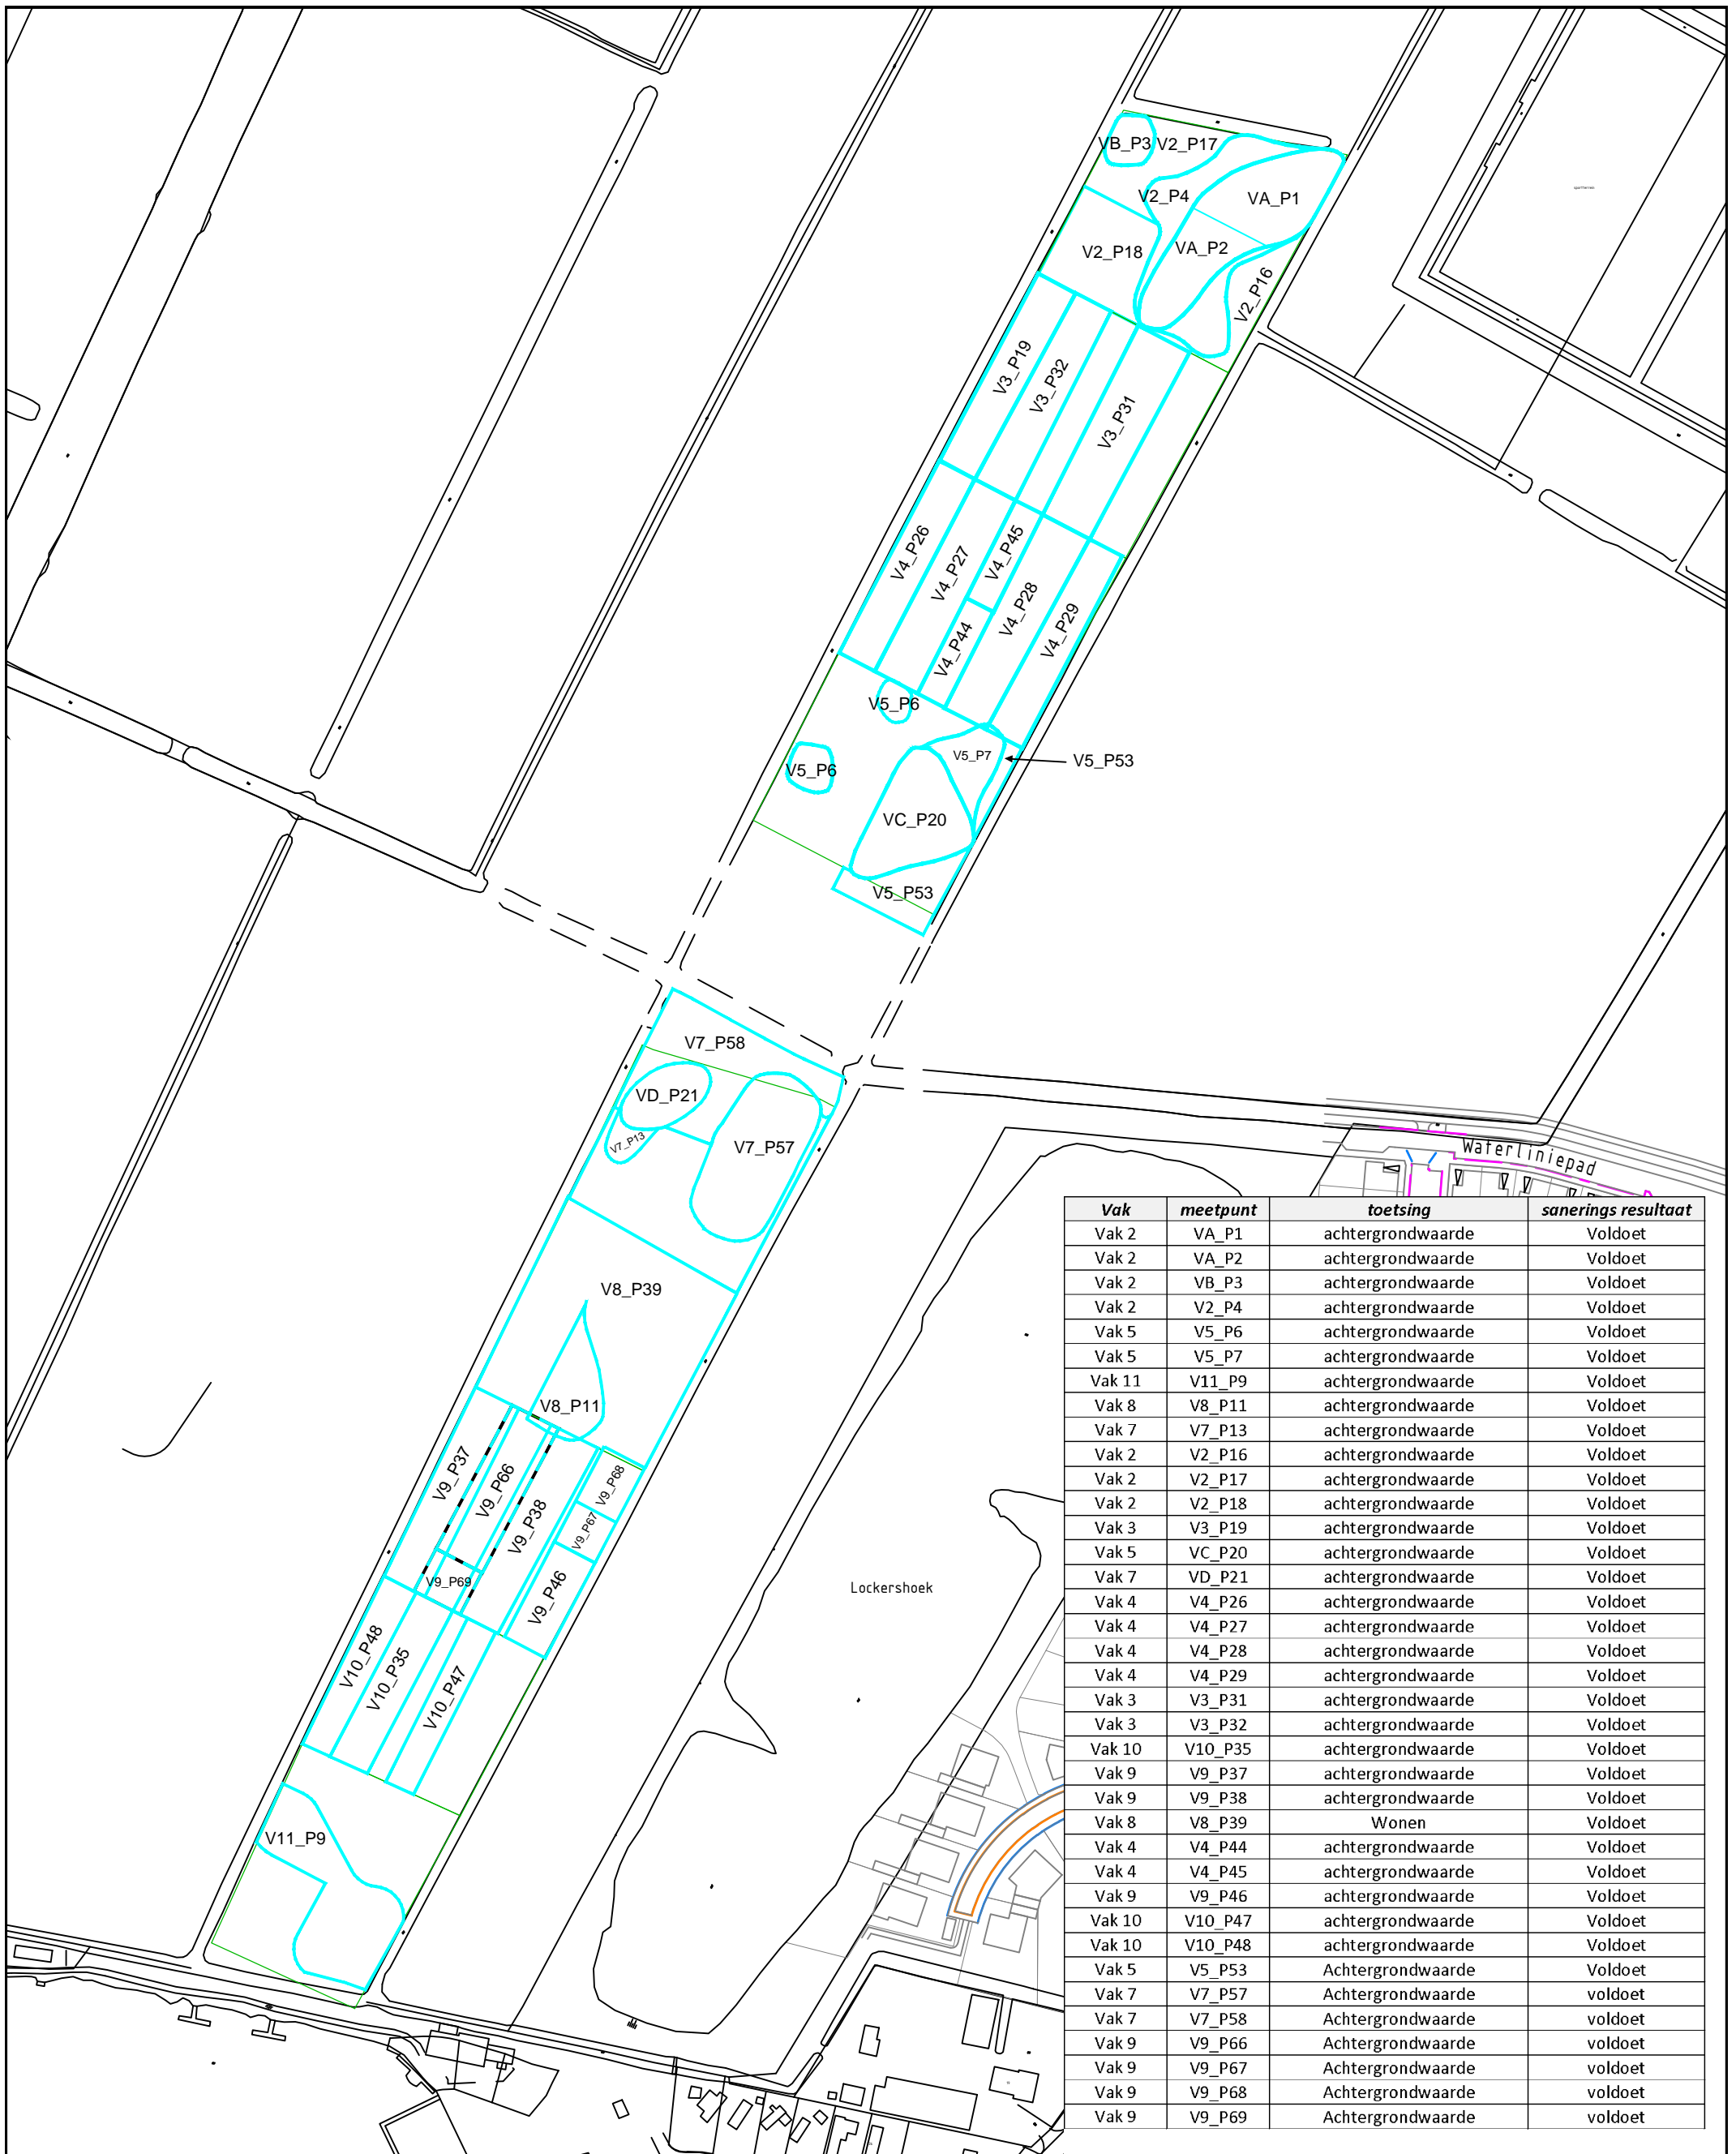 VB_P3
V2_P17
V2_P4
VA_P1
V2_P18
VA_P2
V2_P16
V3_P19
V3_P32
V3_P31
V4_P26
V4_P27
V4_P45
V4_P28
V4_P44
V4_P29
V5_P6
V5_P7
V5_P53
V5_P6
VC_P20
V5_P53
V7_P58
VD_P21
V7_P13
V7_P57
Waterliniepad
V8_P39
V8_P11
V9_P37
V9_P66
V9_P38
V9_P68
V9_P67
V9_P69
V9_P46
Lockershoek
V10_P48
V10_P35
V10_P47
V11_P9
Vak meetpunt toetsing sanerings resultaat
Vak 2 VA_P1 achtergrondwaarde Voldoet
Vak 2 VA_P2 achtergrondwaarde Voldoet
Vak 2 VB_P3 achtergrondwaarde Voldoet
Vak 2 V2_P4 achtergrondwaarde Voldoet
Vak 5 V5_P6 achtergrondwaarde Voldoet
Vak 5 V5_P7 achtergrondwaarde Voldoet
Vak 11 V11_P9 achtergrondwaarde Voldoet
Vak 8 V8_P11 achtergrondwaarde Voldoet
Vak 7 V7_P13 achtergrondwaarde Voldoet
Vak 2 V2_P16 achtergrondwaarde Voldoet
Vak 2 V2_P17 achtergrondwaarde Voldoet
Vak 2 V2_P18 achtergrondwaarde Voldoet
Vak 3 V3_P19 achtergrondwaarde Voldoet
Vak 5 VC_P20 achtergrondwaarde Voldoet
Vak 7 VD_P21 achtergrondwaarde Voldoet
Vak 4 V4_P26 achtergrondwaarde Voldoet
Vak 4 V4_P27 achtergrondwaarde Voldoet
Vak 4 V4_P28 achtergrondwaarde Voldoet
Vak 4 V4_P29 achtergrondwaarde Voldoet
Vak 3 V3_P31 achtergrondwaarde Voldoet
Vak 3 V3_P32 achtergrondwaarde Voldoet
Vak 10 V10_P35 achtergrondwaarde Voldoet
Vak 9 V9_P37 achtergrondwaarde Voldoet
Vak 9 V9_P38 achtergrondwaarde Voldoet
Vak 8 V8_P39 Wonen Voldoet
Vak 4 V4_P44 achtergrondwaarde Voldoet
Vak 4 V4_P45 achtergrondwaarde Voldoet
Vak 9 V9_P46 achtergrondwaarde Voldoet
Vak 10 V10_P47 achtergrondwaarde Voldoet
Vak 10 V10_P48 achtergrondwaarde Voldoet
Vak 5 V5_P53 Achtergrondwaarde Voldoet
Vak 7 V7_P57 Achtergrondwaarde voldoet
Vak 7 V7_P58 Achtergrondwaarde voldoet
Vak 9 V9_P66 Achtergrondwaarde voldoet
Vak 9 V9_P67 Achtergrondwaarde voldoet
Vak 9 V9_P68 Achtergrondwaarde voldoet
Vak 9 V9_P69 Achtergrondwaarde voldoet